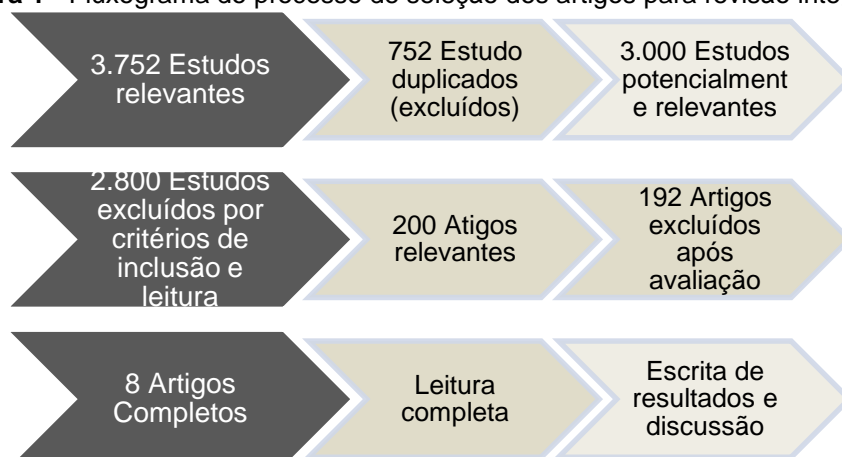 Fluxograma do processo de seleção dos artigos para revisão
3.752 Estudos
relevantes
752 Estudo
duplicados
(excluídos)
3.000 Estudos
potencialment
e relevantes
2.800 Estudos
excluídos por
critérios de
inclusão e
leitura
200 Atigos
relevantes
192 Artigos
excluídos
após
avaliação
8 Artigos
Completos
Leitura
completa
Escrita de
resultados e
discussão